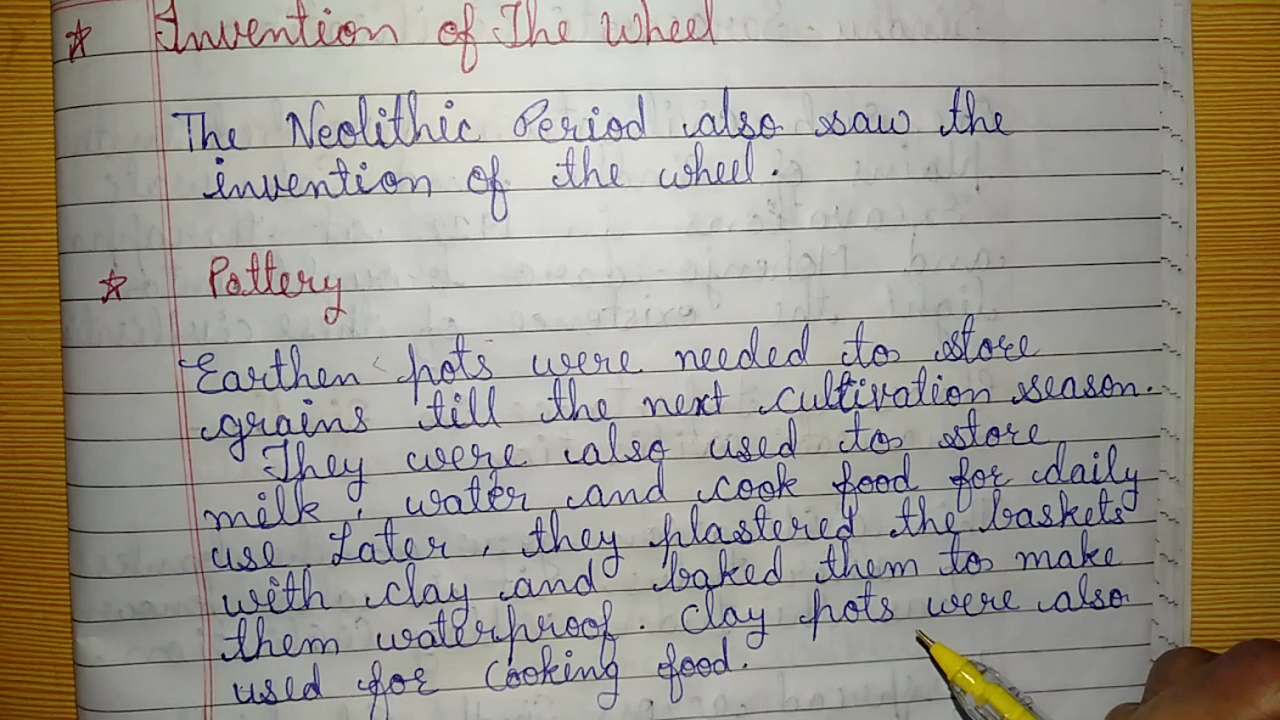 ☆ Invention of The Wheel
The Neolithic Period also saw the
invention of the wheel.
☆ Pottery
Earthen pots were needed to store
grains till the next cultivation season.
They were also used to store
milk, water and cook food for daily
use. Later, they plastered the baskets
with clay and baked them to make
them waterproof. Clay pots were also
used for cooking food.